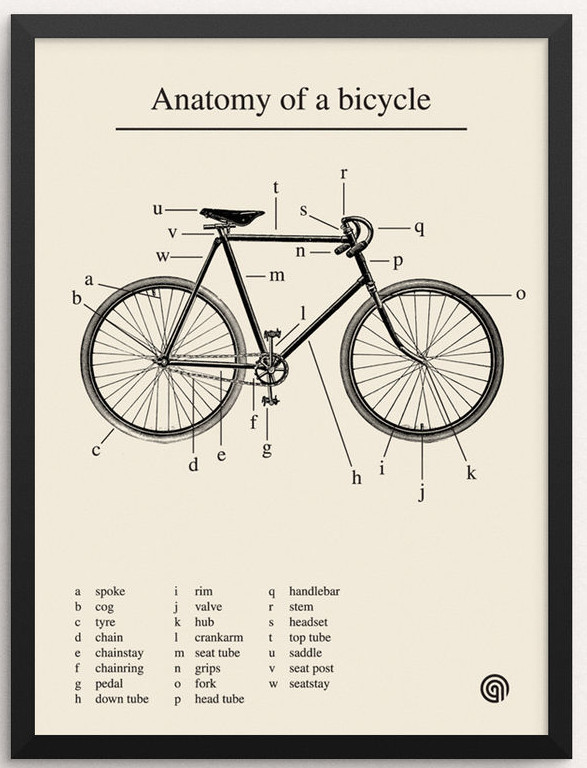 Anatomy of a bicycle
r
t
u
s
q
v
n
w
p
m
a
o
b
l
f
c
g
d
e
i
k
h
j
a spoke
b cog
c tyre
d chain
e chainstay
f chainring
g pedal
h down tube
i rim
j valve
k hub
l crankarm
m seat tube
n grips
o fork
p head tube
q handlebar
r stem
s headset
t top tube
u saddle
v seat post
w seatstay